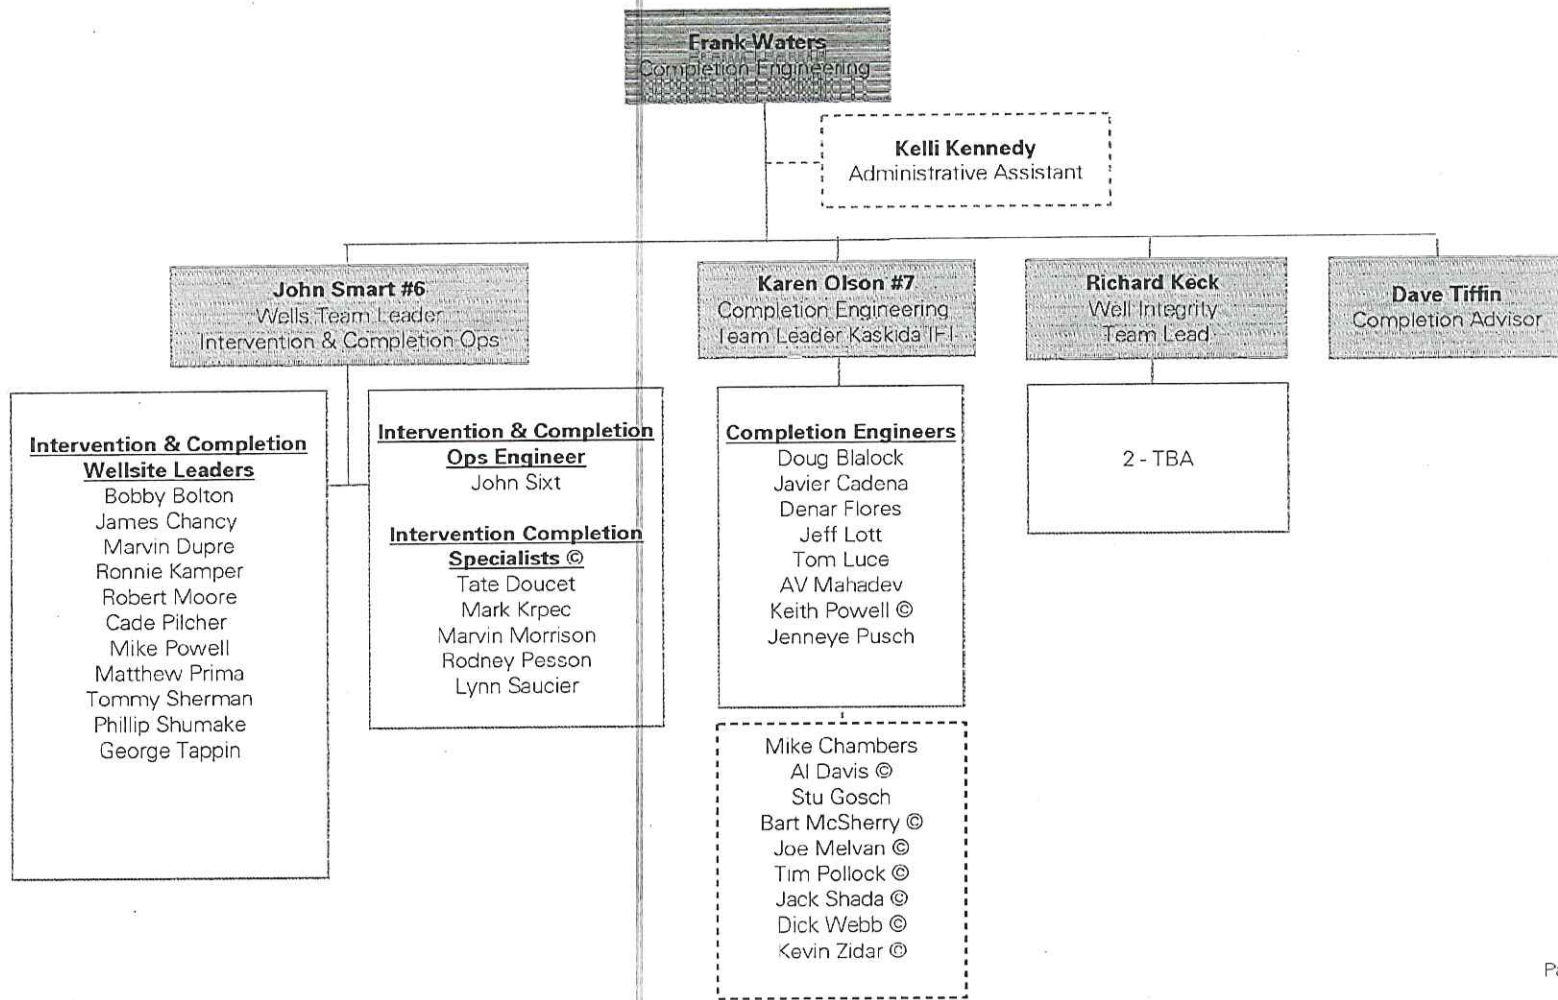 Frank Waters
Completion Engineering
Kelli Kennedy
Administrative Assistant
John Smart #6
Wells Team Leader
Intervention & Completion Ops
Karen Olson #7
Completion Engineering
Team Leader Kaskida IFT
Richard Keck
Well Integrity
Team Lead
Dave Tiffin
Completion Advisor
Intervention & Completion
Wellsite Leaders
Bobby Bolton
James Chancy
Marvin Dupre
Ronnie Kamper
Robert Moore
Cade Pilcher
Mike Powell
Matthew Prima
Tommy Sherman
Phillip Shumake
George Tappin
Intervention & Completion
Ops Engineer
John Sixt
Intervention Completion
Specialists ©
Tate Doucet
Mark Krpec
Marvin Morrison
Rodney Pesson
Lynn Saucier
Completion Engineers
Doug Blalock
Javier Cadena
Denar Flores
Jeff Lott
Tom Luce
AV Mahadev
Keith Powell ©
Jenneye Pusch
2 - TBA
Mike Chambers
Al Davis ©
Stu Gosch
Bart McSherry ©
Joe Melvan ©
Tim Pollock ©
Jack Shada ©
Dick Webb ©
Kevin Zidar ©
Pa